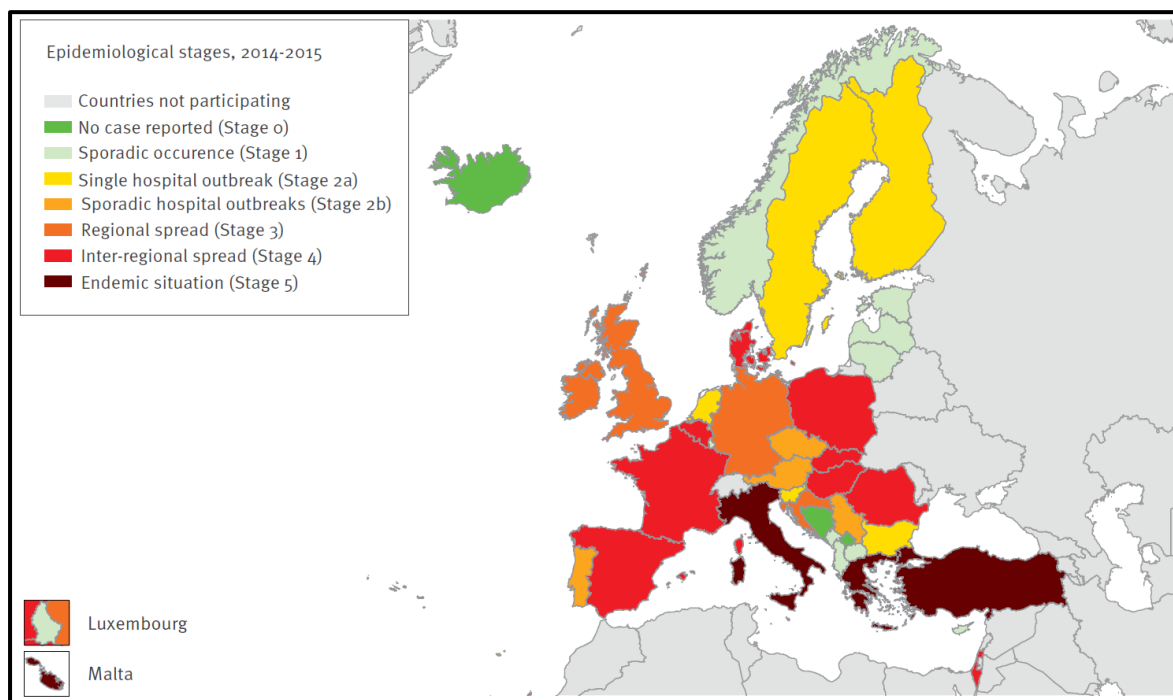 Epidemiological stages, 2014-2015
Countries not participating
No case reported (Stage 0)
Sporadic occurence (Stage 1)
Single hospital outbreak (Stage 2a)
Sporadic hospital outbreaks (Stage 2b)
Regional spread (Stage 3)
Inter-regional spread (Stage 4)
Endemic situation (Stage 5)
Luxembourg
Malta